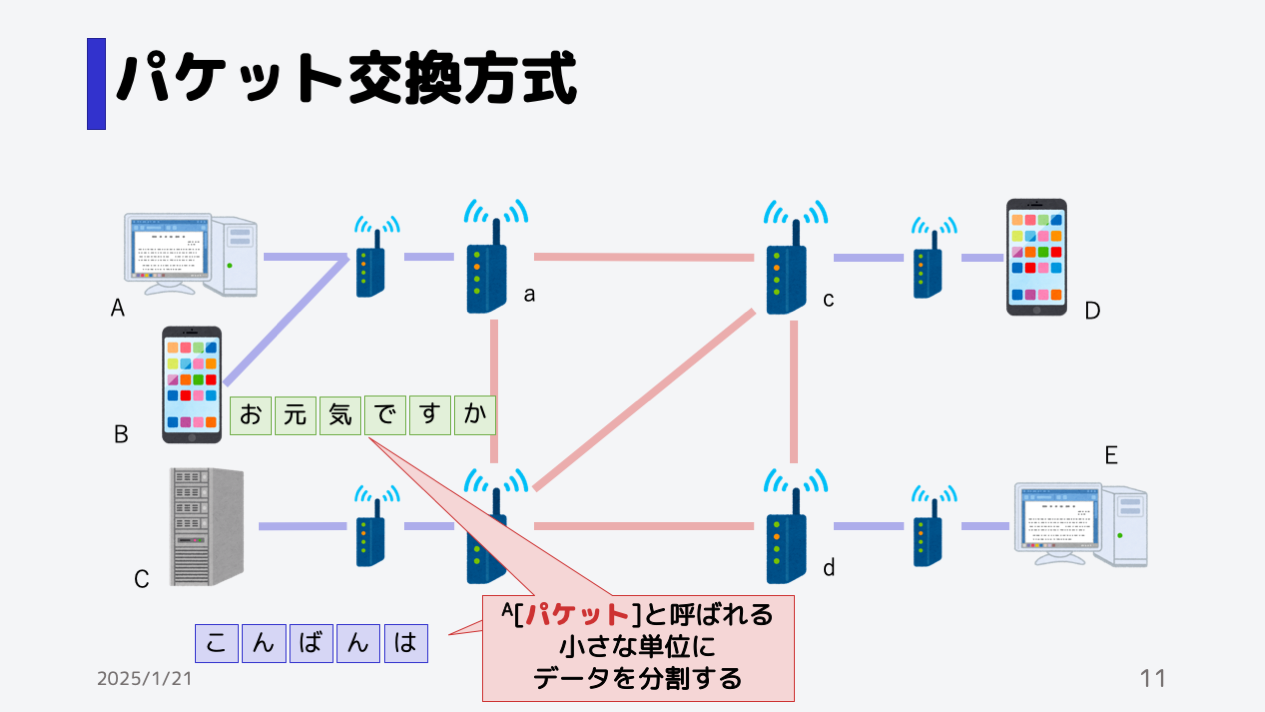 パケット交換方式
A
a
c
D
B
お元気ですか
E
C
d
こんばんは
A[パケット]と呼ばれる
小さな単位に
データを分割する
2025/1/21
11